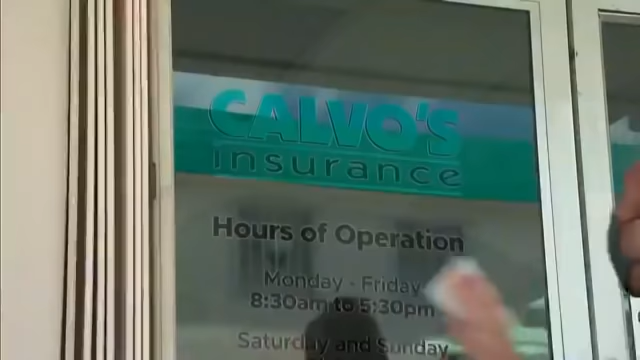 CALVO'S
insurance
Hours of Operation
Monday - Friday
8:30am to 5:30pm
Saturday and Sunday